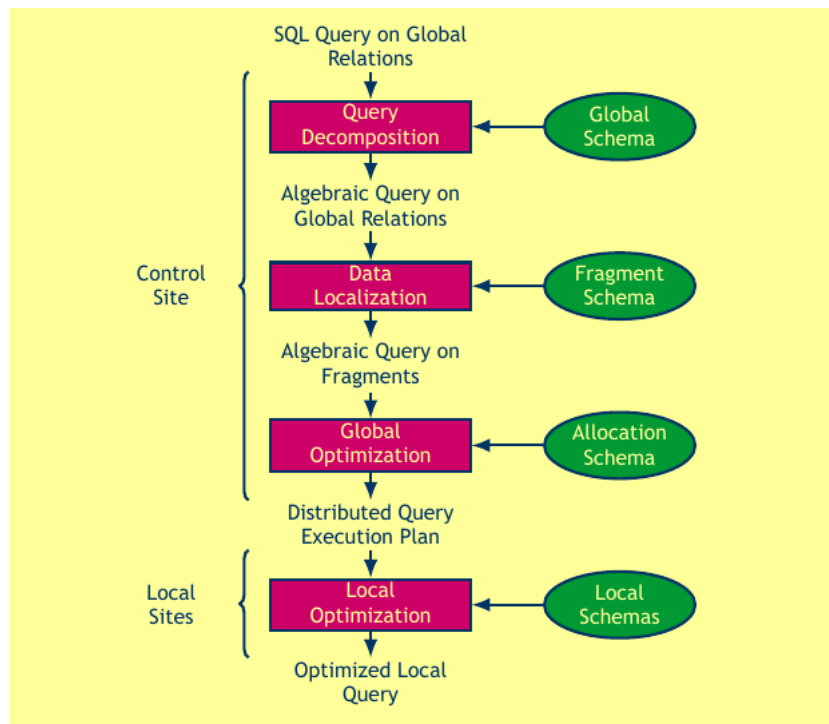 SQL Query on Global
Relations
Query
Decomposition
Global
Schema
Algebraic Query on
Global Relations
Control
Site
Data
Localization
Fragment
Schema
Algebraic Query on
Fragments
Global
Optimization
Allocation
Schema
Distributed Query
Execution Plan
Local
Sites
Local
Optimization
Local
Schemas
Optimized Local
Query